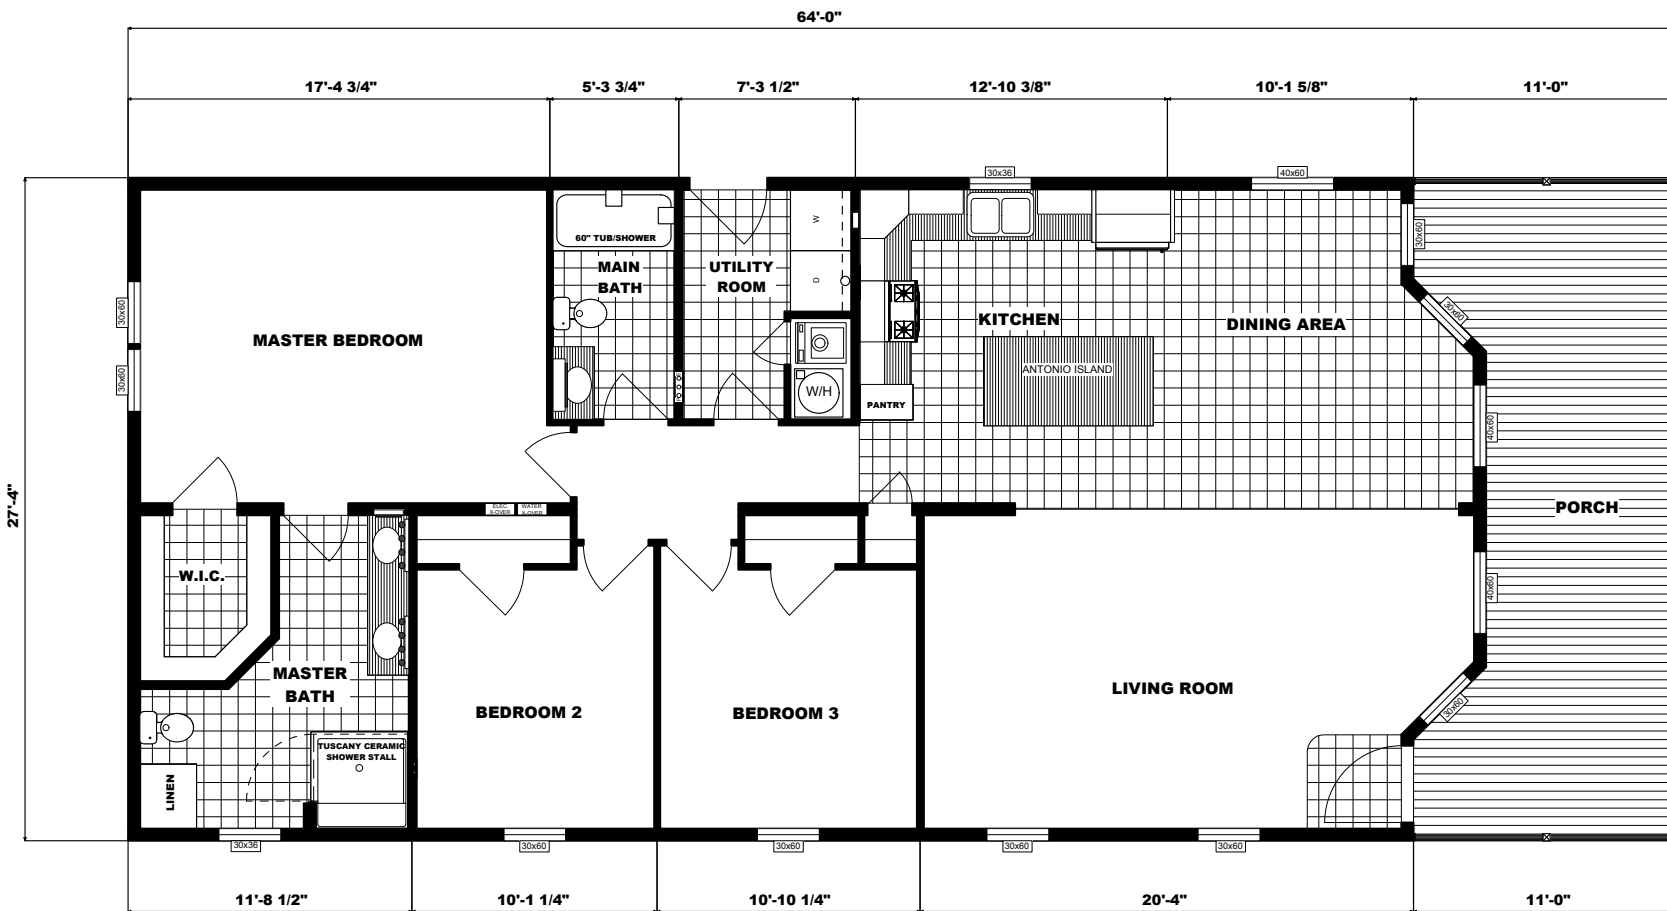 64'-0"
17'-4 3/4"
5'-3 3/4"
7'-3 1/2"
12'-10 3/8"
10'-1 5/8"
11'-0"
30x36
40x60
60" TUB/SHOWER
W
30x60
MAIN
BATH
UTILITY
ROOM
D
30x60
30x60
KITCHEN
DINING AREA
MASTER BEDROOM
30x60
ANTONIO ISLAND
W/H
PANTRY
40x60
27'-4"
ELEC.
X-OVER
WATER
X-OVER
PORCH
W.I.C.
40x60
MASTER
BATH
LIVING ROOM
BEDROOM 2
BEDROOM 3
30x60
TUSCANY CERAMIC
SHOWER STALL
LINEN
30x36
30x60
30x60
30x60
30x60
11'-8 1/2"
10'-1 1/4"
10'-10 1/4"
20'-4"
11'-0"